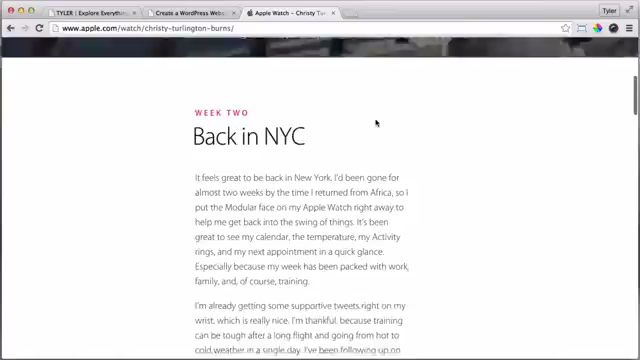 TYLER | Explore Everythin
Create a WordPress Webs
Apple Watch – Christy Tur
Tyler
www.apple.com/watch/christy-turlington-burns/
WEEK TWO
Back in NYC
It feels great to be back in New York. I'd been gone for
almost two weeks by the time I returned from Africa, so I
put the Modular face on my Apple Watch right away to
help me get back into the swing of things. It's been
great to see my calendar, the temperature, my Activity
rings, and my next appointment in a quick glance.
Especially because my week has been packed with work,
family, and, of course, training.
I'm already getting some supportive tweets right on my
wrist, which is really nice. I'm thankful, because training
can be tough after a long flight and going from hot to
cold weather in a single day. I've been following up on